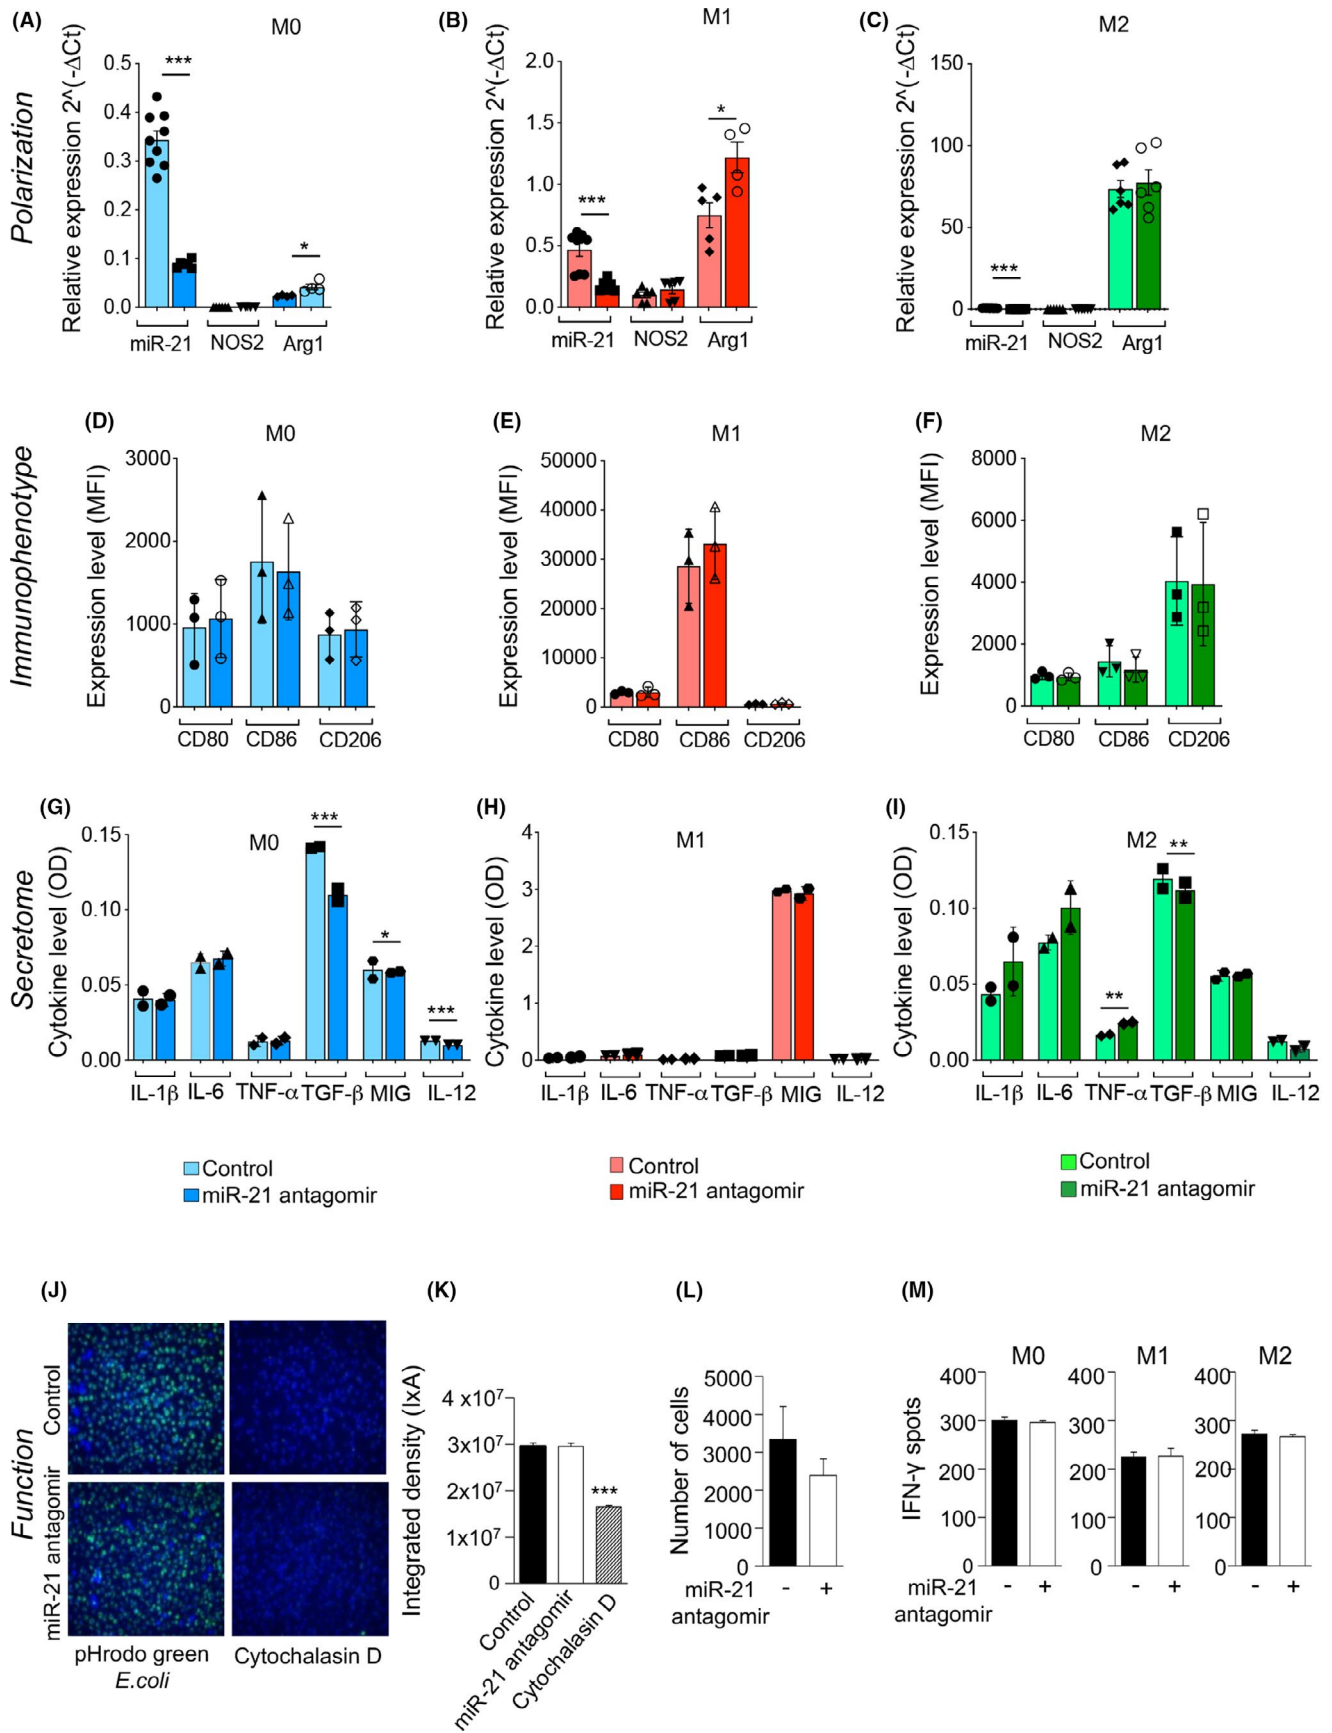 (A)
M0
Polarization
Relative expression 2^(-ΔCt)
0.5
0.4
0.3
0.2
0.1
0.0
***
*
miR-21 NOS2 Arg1
(B)
M1
Relative expression 2^(-ΔCt)
2.0
1.5
1.0
0.5
0.0
***
*
miR-21 NOS2 Arg1
(C)
M2
Relative expression 2^(-ΔCt)
150
100
50
0
***
miR-21 NOS2 Arg1
(D)
M0
Immunophenotype
Expression level (MFI)
3000
2000
1000
0
CD80 CD86 CD206
(E)
M1
Expression level (MFI)
50000
40000
30000
20000
10000
0
CD80 CD86 CD206
(F)
M2
Expression level (MFI)
8000
6000
4000
2000
0
CD80 CD86 CD206
(G)
M0
Secretome
Cytokine level (OD)
0.15
0.10
0.05
0.00
***
*
***
IL-1β IL-6 TNF-α TGF-β MIG IL-12
(H)
M1
Cytokine level (OD)
4
3
2
1
0
IL-1β IL-6 TNF-α TGF-β MIG IL-12
(I)
M2
Cytokine level (OD)
0.15
0.10
0.05
0.00
**
**
IL-1β IL-6 TNF-α TGF-β MIG IL-12
Control
miR-21 antagomir
Control
miR-21 antagomir
Control
miR-21 antagomir
(J)
Function
Control
miR-21 antagomir
pHrodo green
E.coli
Cytochalasin D
(K)
Integrated density (IxA)
4 x10⁷
3x10⁷
2x10⁷
1x10⁷
0
***
Control
miR-21 antagomir
Cytochalasin D
(L)
Number of cells
5000
4000
3000
2000
1000
0
miR-21
antagomir
- +
(M)
M0
IFN-γ spots
400
300
200
100
0
miR-21
antagomir
- +
M1
400
300
200
100
0
- +
M2
400
300
200
100
0
- +